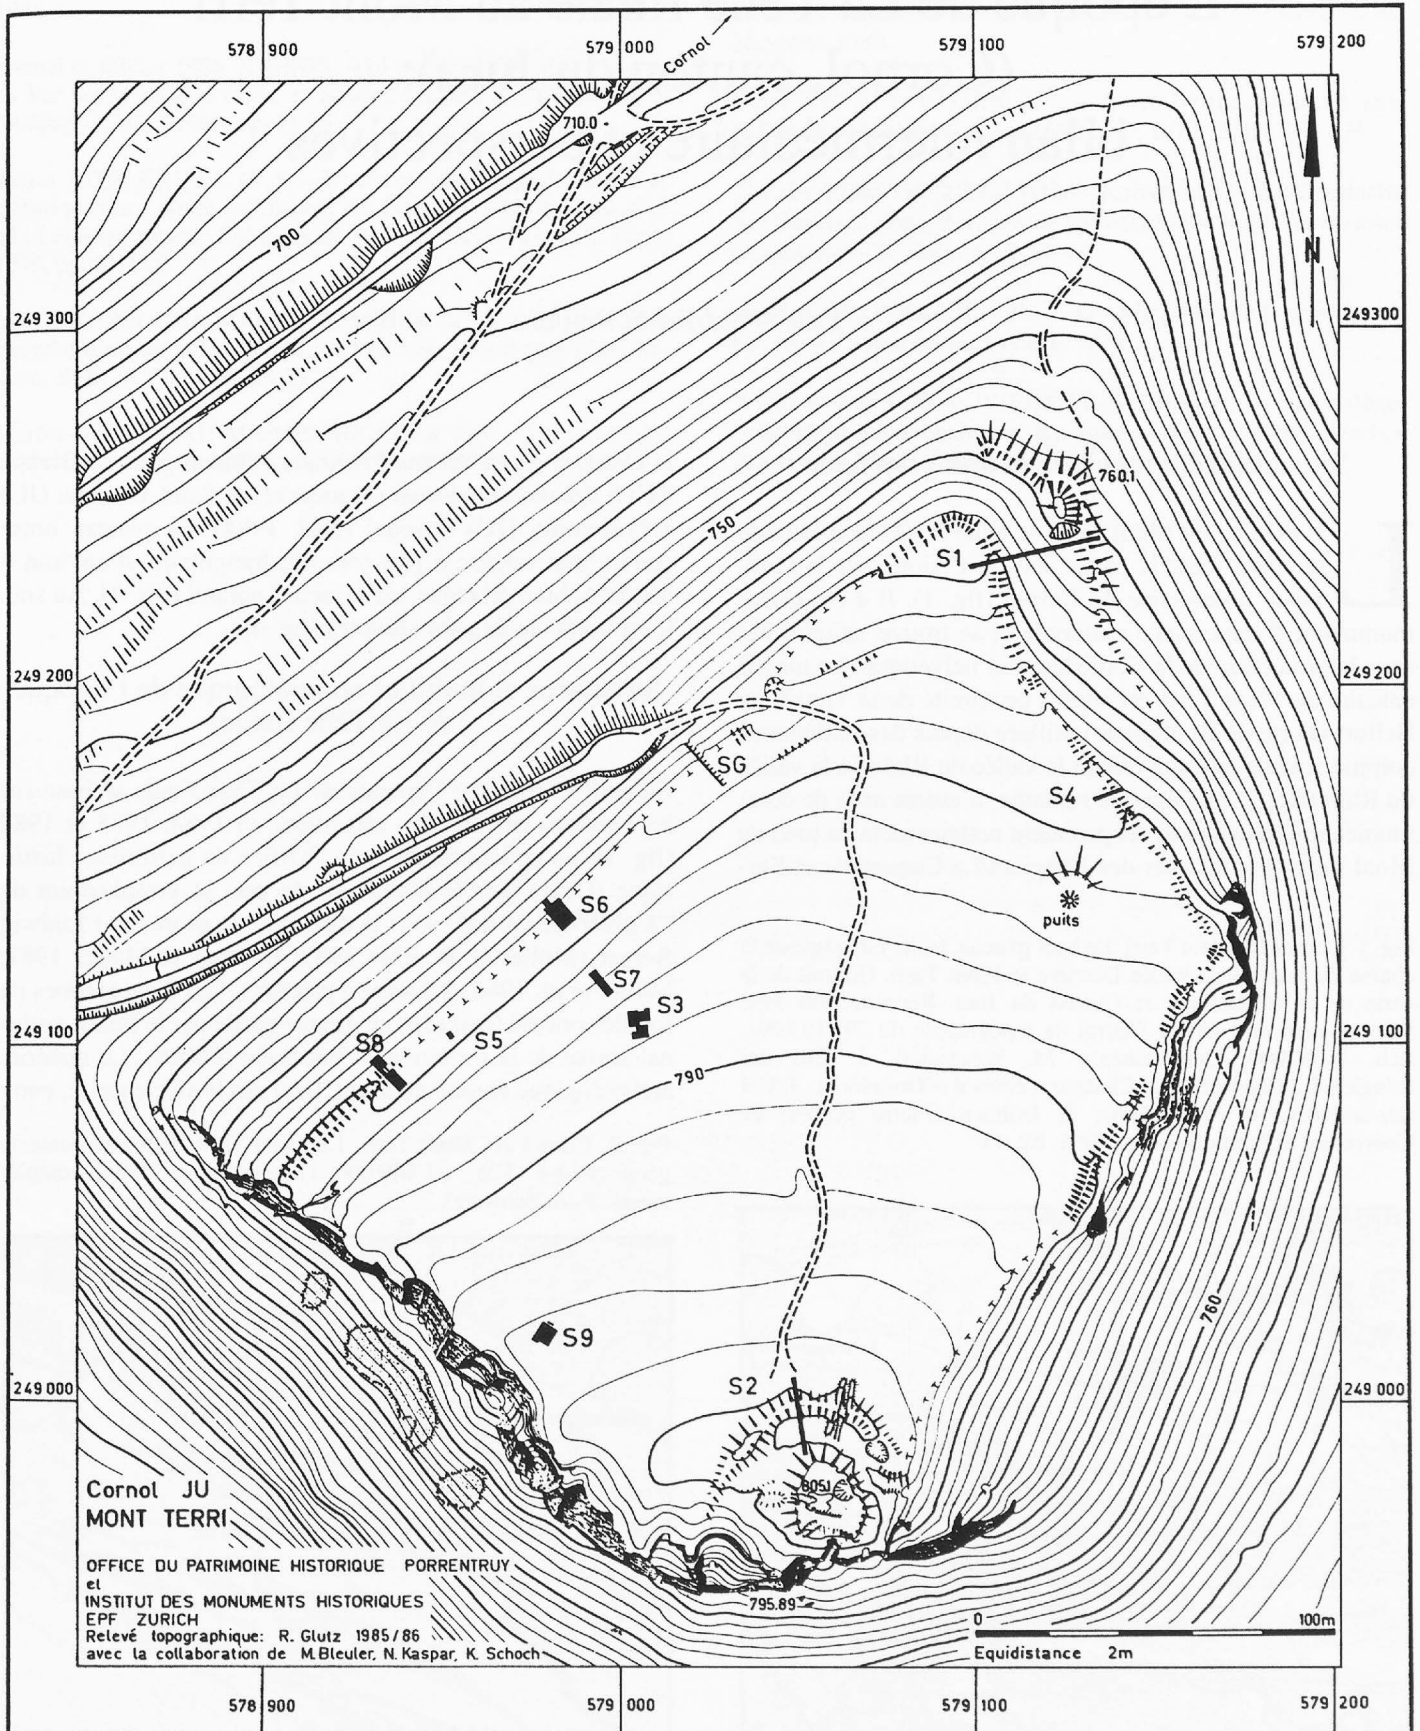 578 900
579 000
579 100
579 200
Cornol
710.0
700
N
249 300
249300
760.1
750
S1
249 200
249 200
SG
S4
S6
puits
S7
S3
249 100
S8
S5
249 100
790
760
S9
249 000
S2
249 000
805.1
Cornol JU
MONT TERRI
OFFICE DU PATRIMOINE HISTORIQUE PORRENTRUY
et
INSTITUT DES MONUMENTS HISTORIQUES
EPF ZURICH
Relevé topographique: R. Glutz 1985/86
avec la collaboration de M.Bleuler, N. Kaspar, K. Schoch
795.89
0 100m
Equidistance 2m
578 900
579 000
579 100
579 200